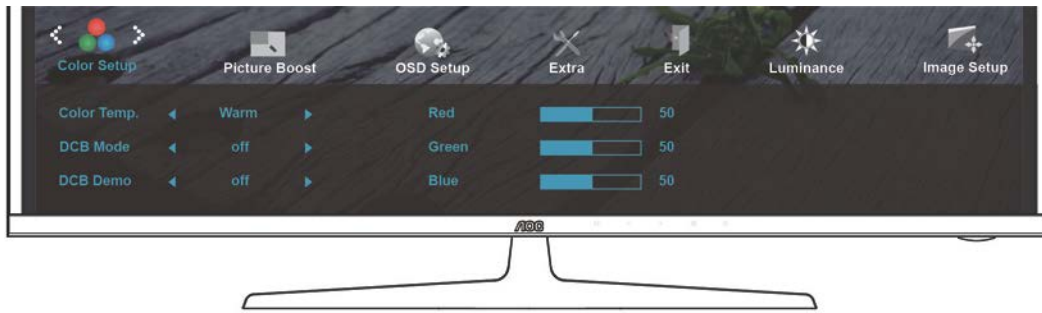 Color Setup Picture Boost OSD Setup Extra Exit Luminance Image Setup
Color Temp. Warm Red 50
DCB Mode off Green 50
DCB Demo off Blue 50
AOC